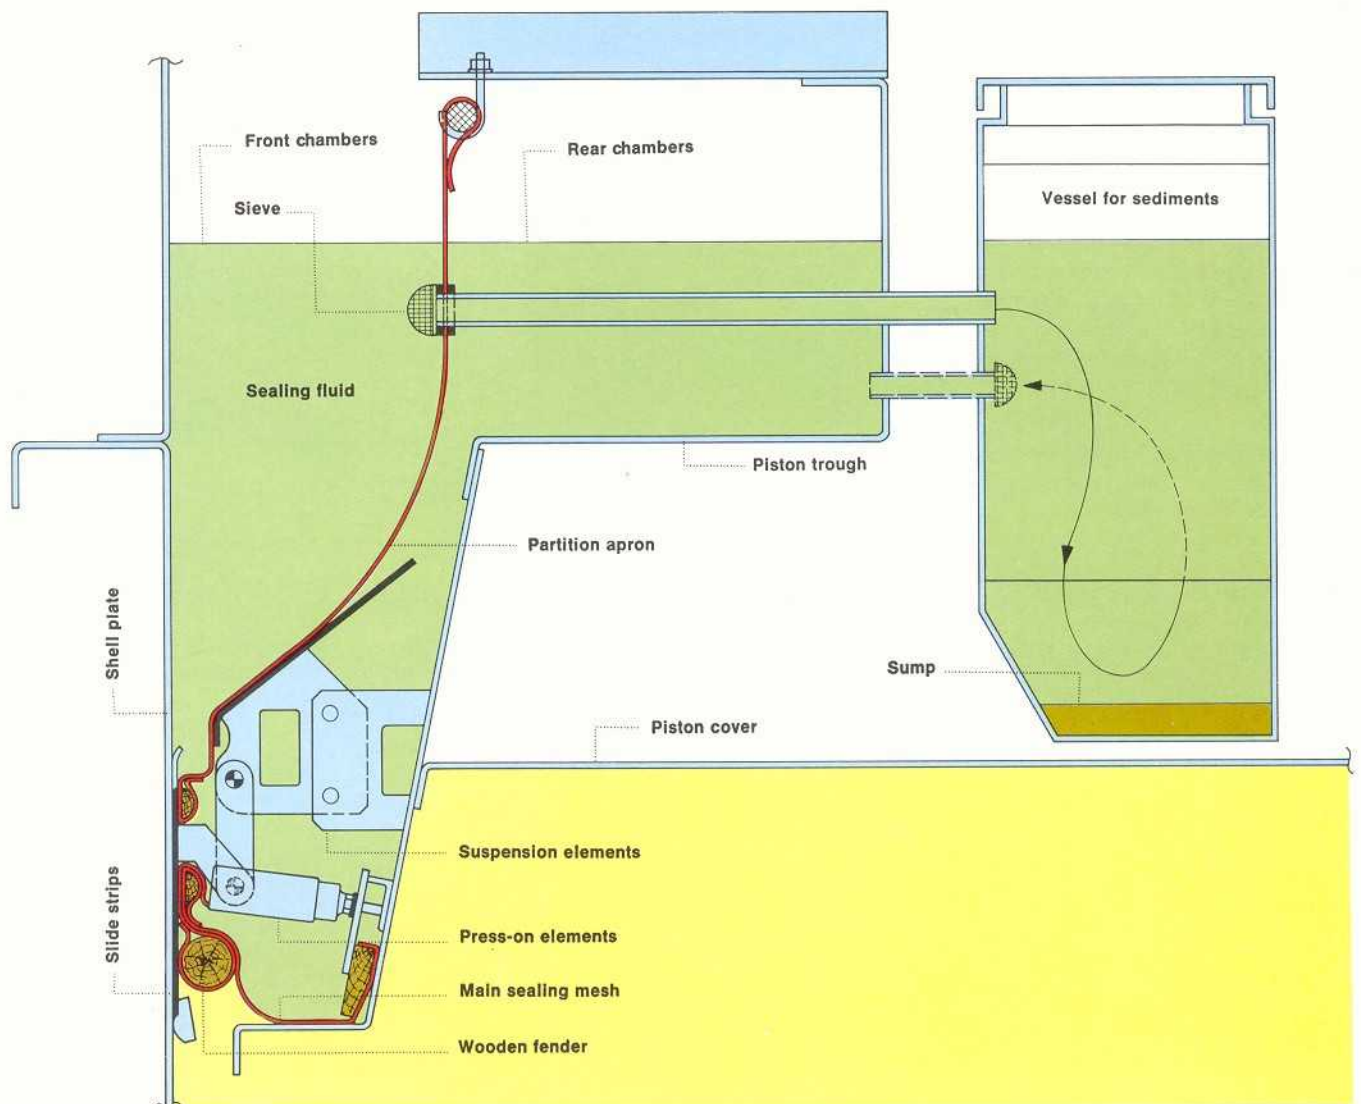 Front chambers
Rear chambers
Sieve
Vessel for sediments
Sealing fluid
Piston trough
Partition apron
Shell plate
Sump
Piston cover
Suspension elements
Slide strips
Press-on elements
Main sealing mesh
Wooden fender